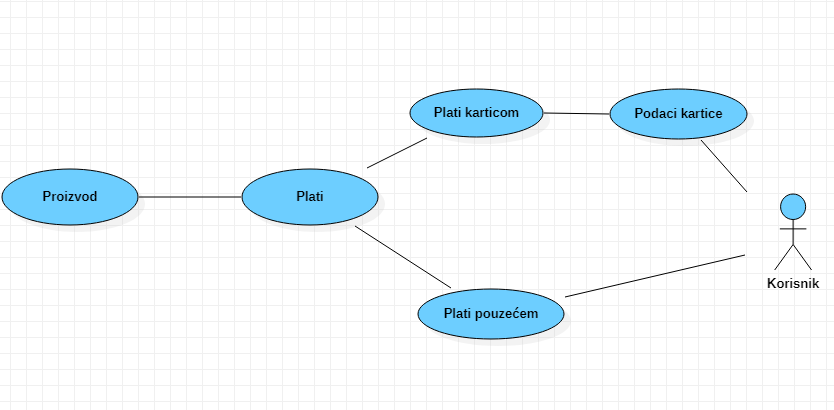 Plati karticom
Podaci kartice
Proizvod
Plati
Korisnik
Plati pouzećem